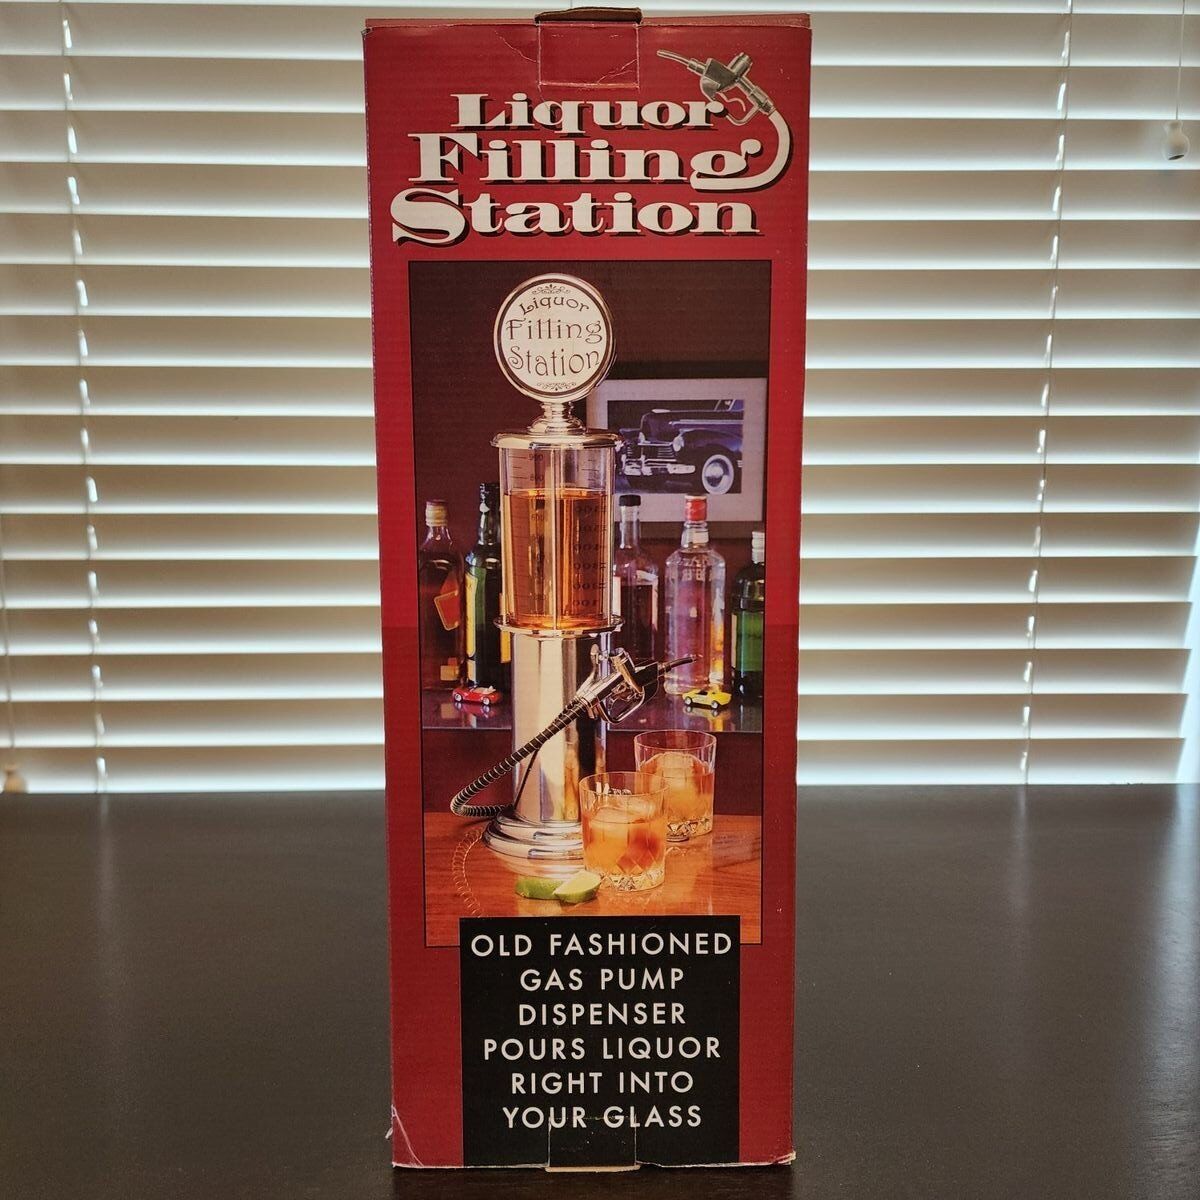 Liquor
Filling
Station
Liquor
Filling
Station
OLD FASHIONED
GAS PUMP
DISPENSER
POURS LIQUOR
RIGHT INTO
YOUR GLASS